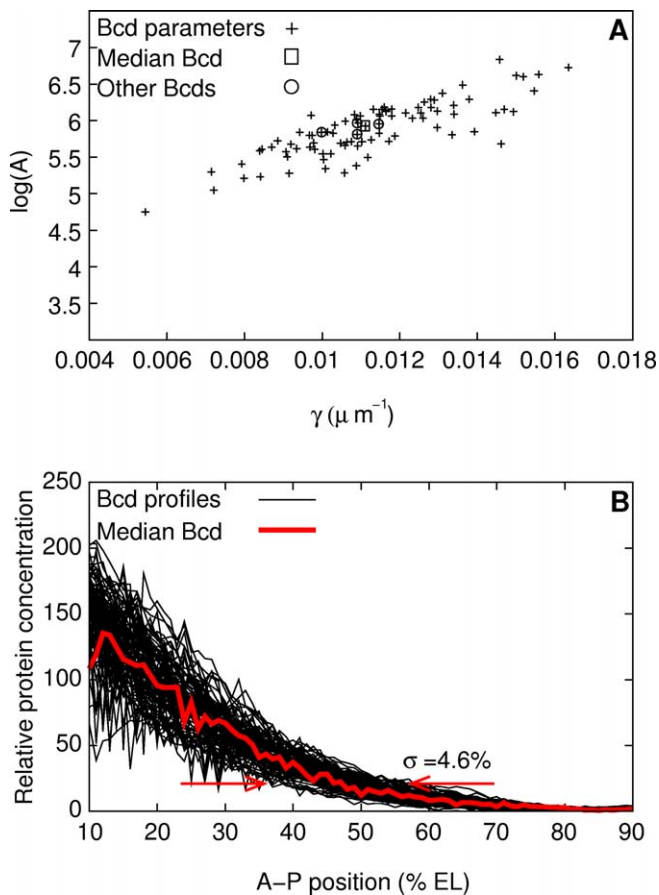 Bcd parameters
Median Bcd
Other Bcds
A
log(A)
7
6.5
6
5.5
5
4.5
4
3.5
0.004 0.006 0.008 0.01 0.012 0.014 0.016 0.018
γ (μ m⁻¹)
Bcd profiles
Median Bcd
B
Relative protein concentration
250
200
150
100
50
0
σ =4.6%
10 20 30 40 50 60 70 80 90
A−P position (% EL)